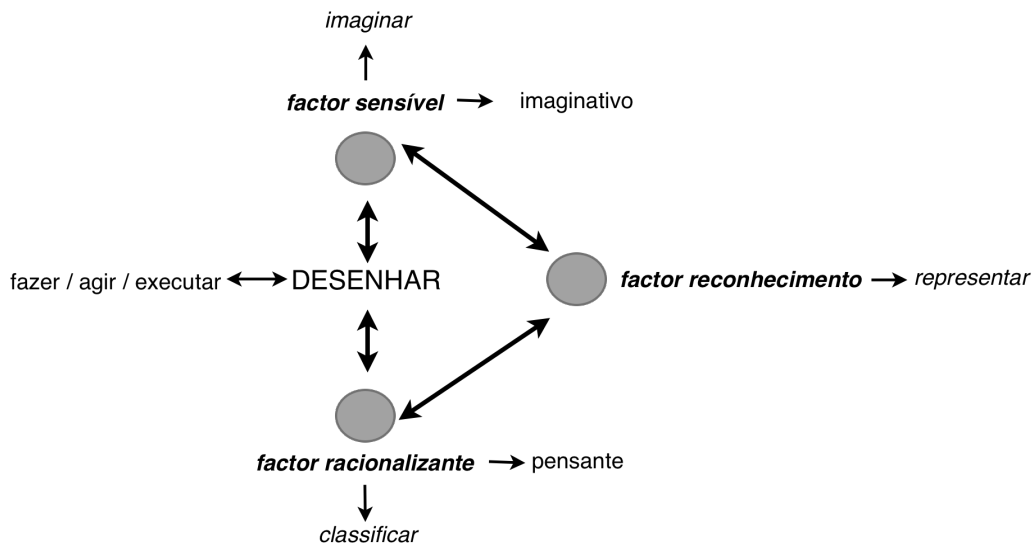 imaginar
factor sensível
imaginativo
fazer / agir / executar
DESENHAR
factor reconhecimento
representar
factor racionalizante
pensante
classificar